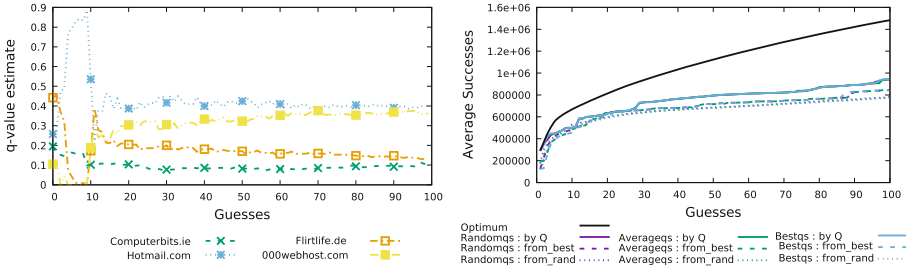 0.9
0.8
0.7
0.6
0.5
0.4
0.3
0.2
0.1
0
q-value estimate
0 10 20 30 40 50 60 70 80 90 100
Guesses
Computerbits.ie
Hotmail.com
Flirtlife.de
000webhost.com
1.6e+06
1.4e+06
1.2e+06
1e+06
800000
600000
400000
200000
0
Average Successes
0 10 20 30 40 50 60 70 80 90 100
Guesses
Optimum
Randomqs : by Q Averageqs : by Q Bestqs : by Q
Randomqs : from_best Averageqs : from_best Bestqs : from_best
Randomqs : from_rand Averageqs : from_rand Bestqs : from_rand